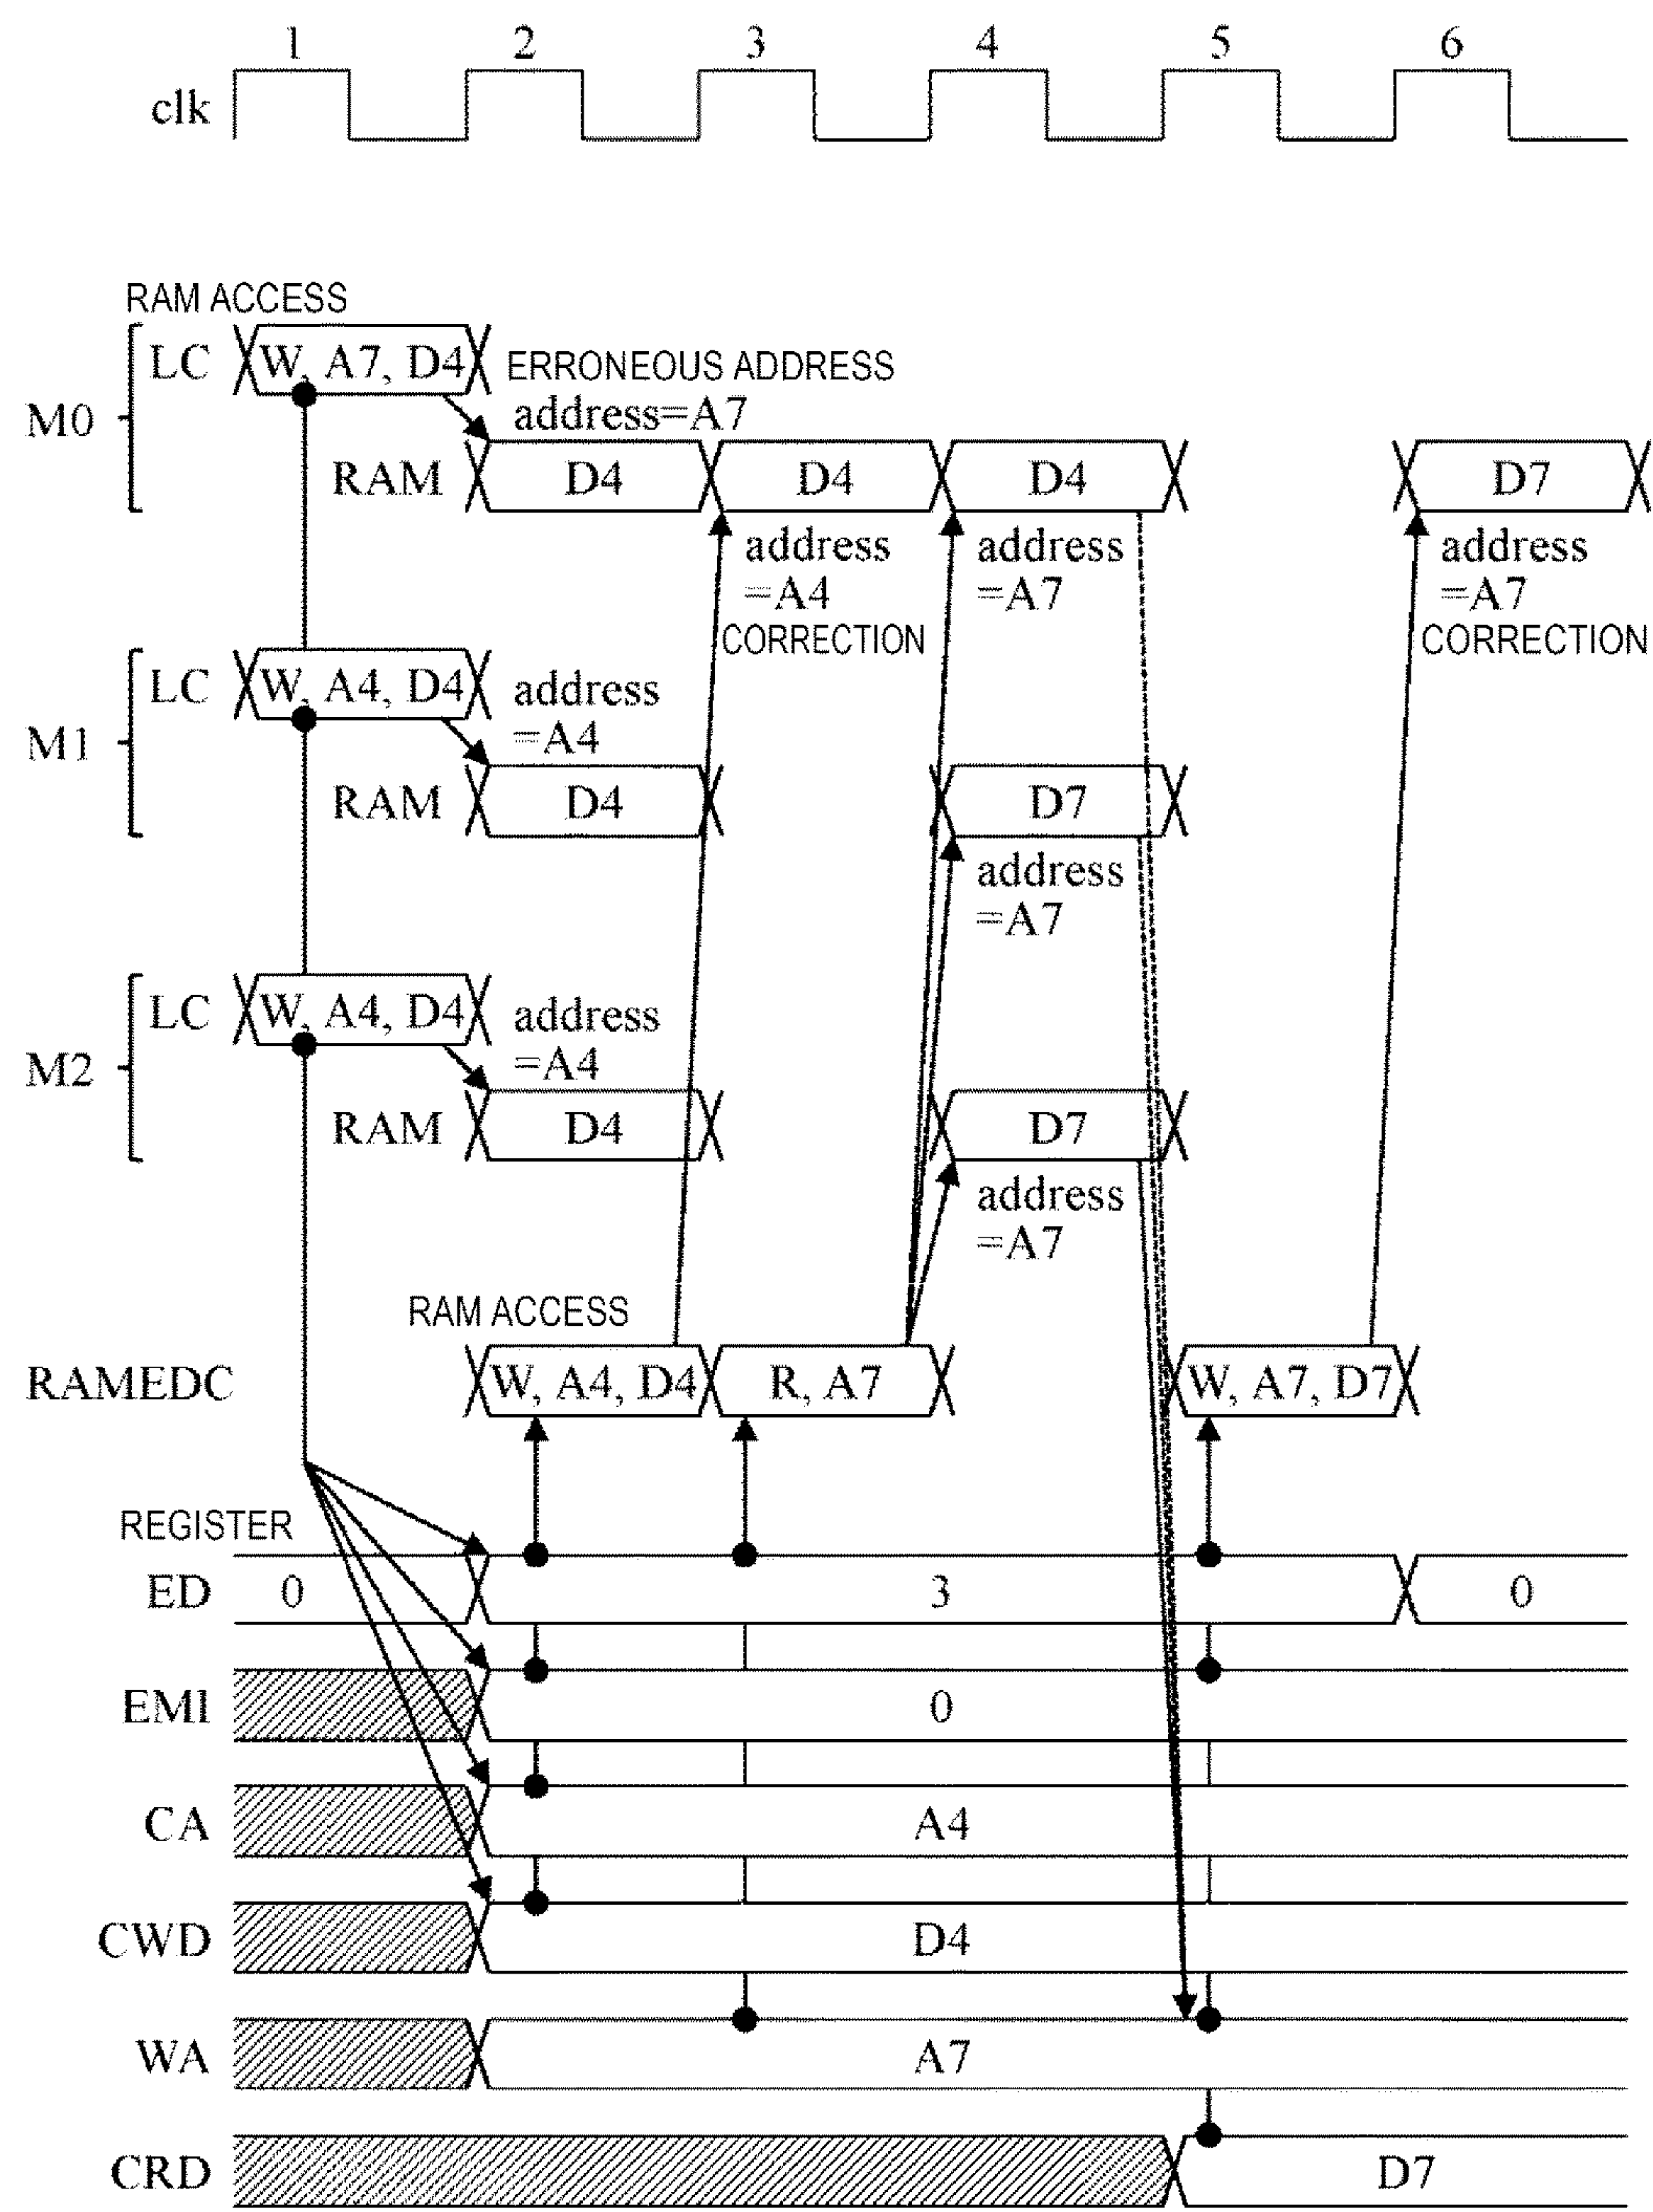 1 2 3 4 5 6
clk
RAM ACCESS
M0
LC
W, A7, D4
ERRONEOUS ADDRESS
address=A7
RAM
D4 D4 D4 D7
address address address
=A4 =A7 =A7
CORRECTION CORRECTION
M1
LC
W, A4, D4
address
=A4
RAM
D4 D7
address
=A7
M2
LC
W, A4, D4
address
=A4
RAM
D4 D7
address
=A7
RAM ACCESS
RAMEDC
W, A4, D4 R, A7 W, A7, D7
REGISTER
ED 0 3 0
EMI 0
CA A4
CWD D4
WA A7
CRD D7